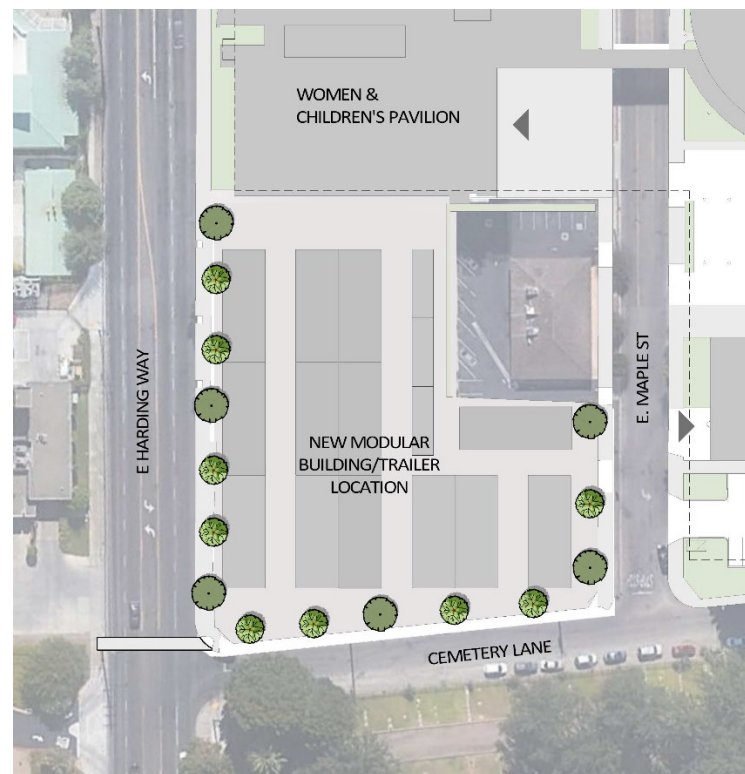 WOMEN &
CHILDREN'S PAVILION
E HARDING WAY
E. MAPLE ST
NEW MODULAR
BUILDING/TRAILER
LOCATION
CEMETERY LANE